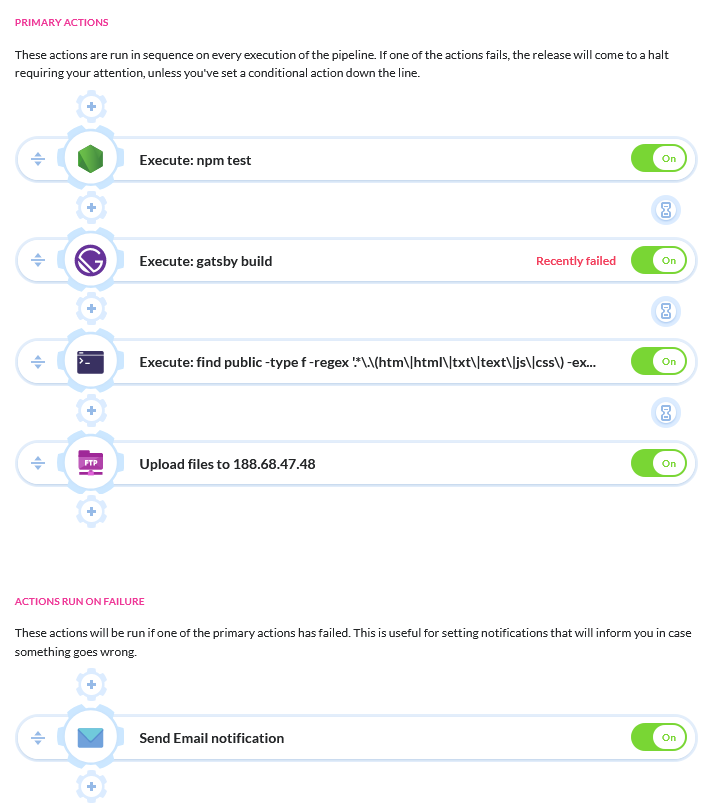 PRIMARY ACTIONS
These actions are run in sequence on every execution of the pipeline. If one of the actions fails, the release will come to a halt
requiring your attention, unless you've set a conditional action down the line.
Execute: npm test
On
Execute: gatsby build
Recently failed
On
Execute: find public -type f -regex '.*\.\(htm\|html\|txt\|text\|js\|css\) -ex...
On
FTP
Upload files to 188.68.47.48
On
ACTIONS RUN ON FAILURE
These actions will be run if one of the primary actions has failed. This is useful for setting notifications that will inform you in case
something goes wrong.
Send Email notification
On